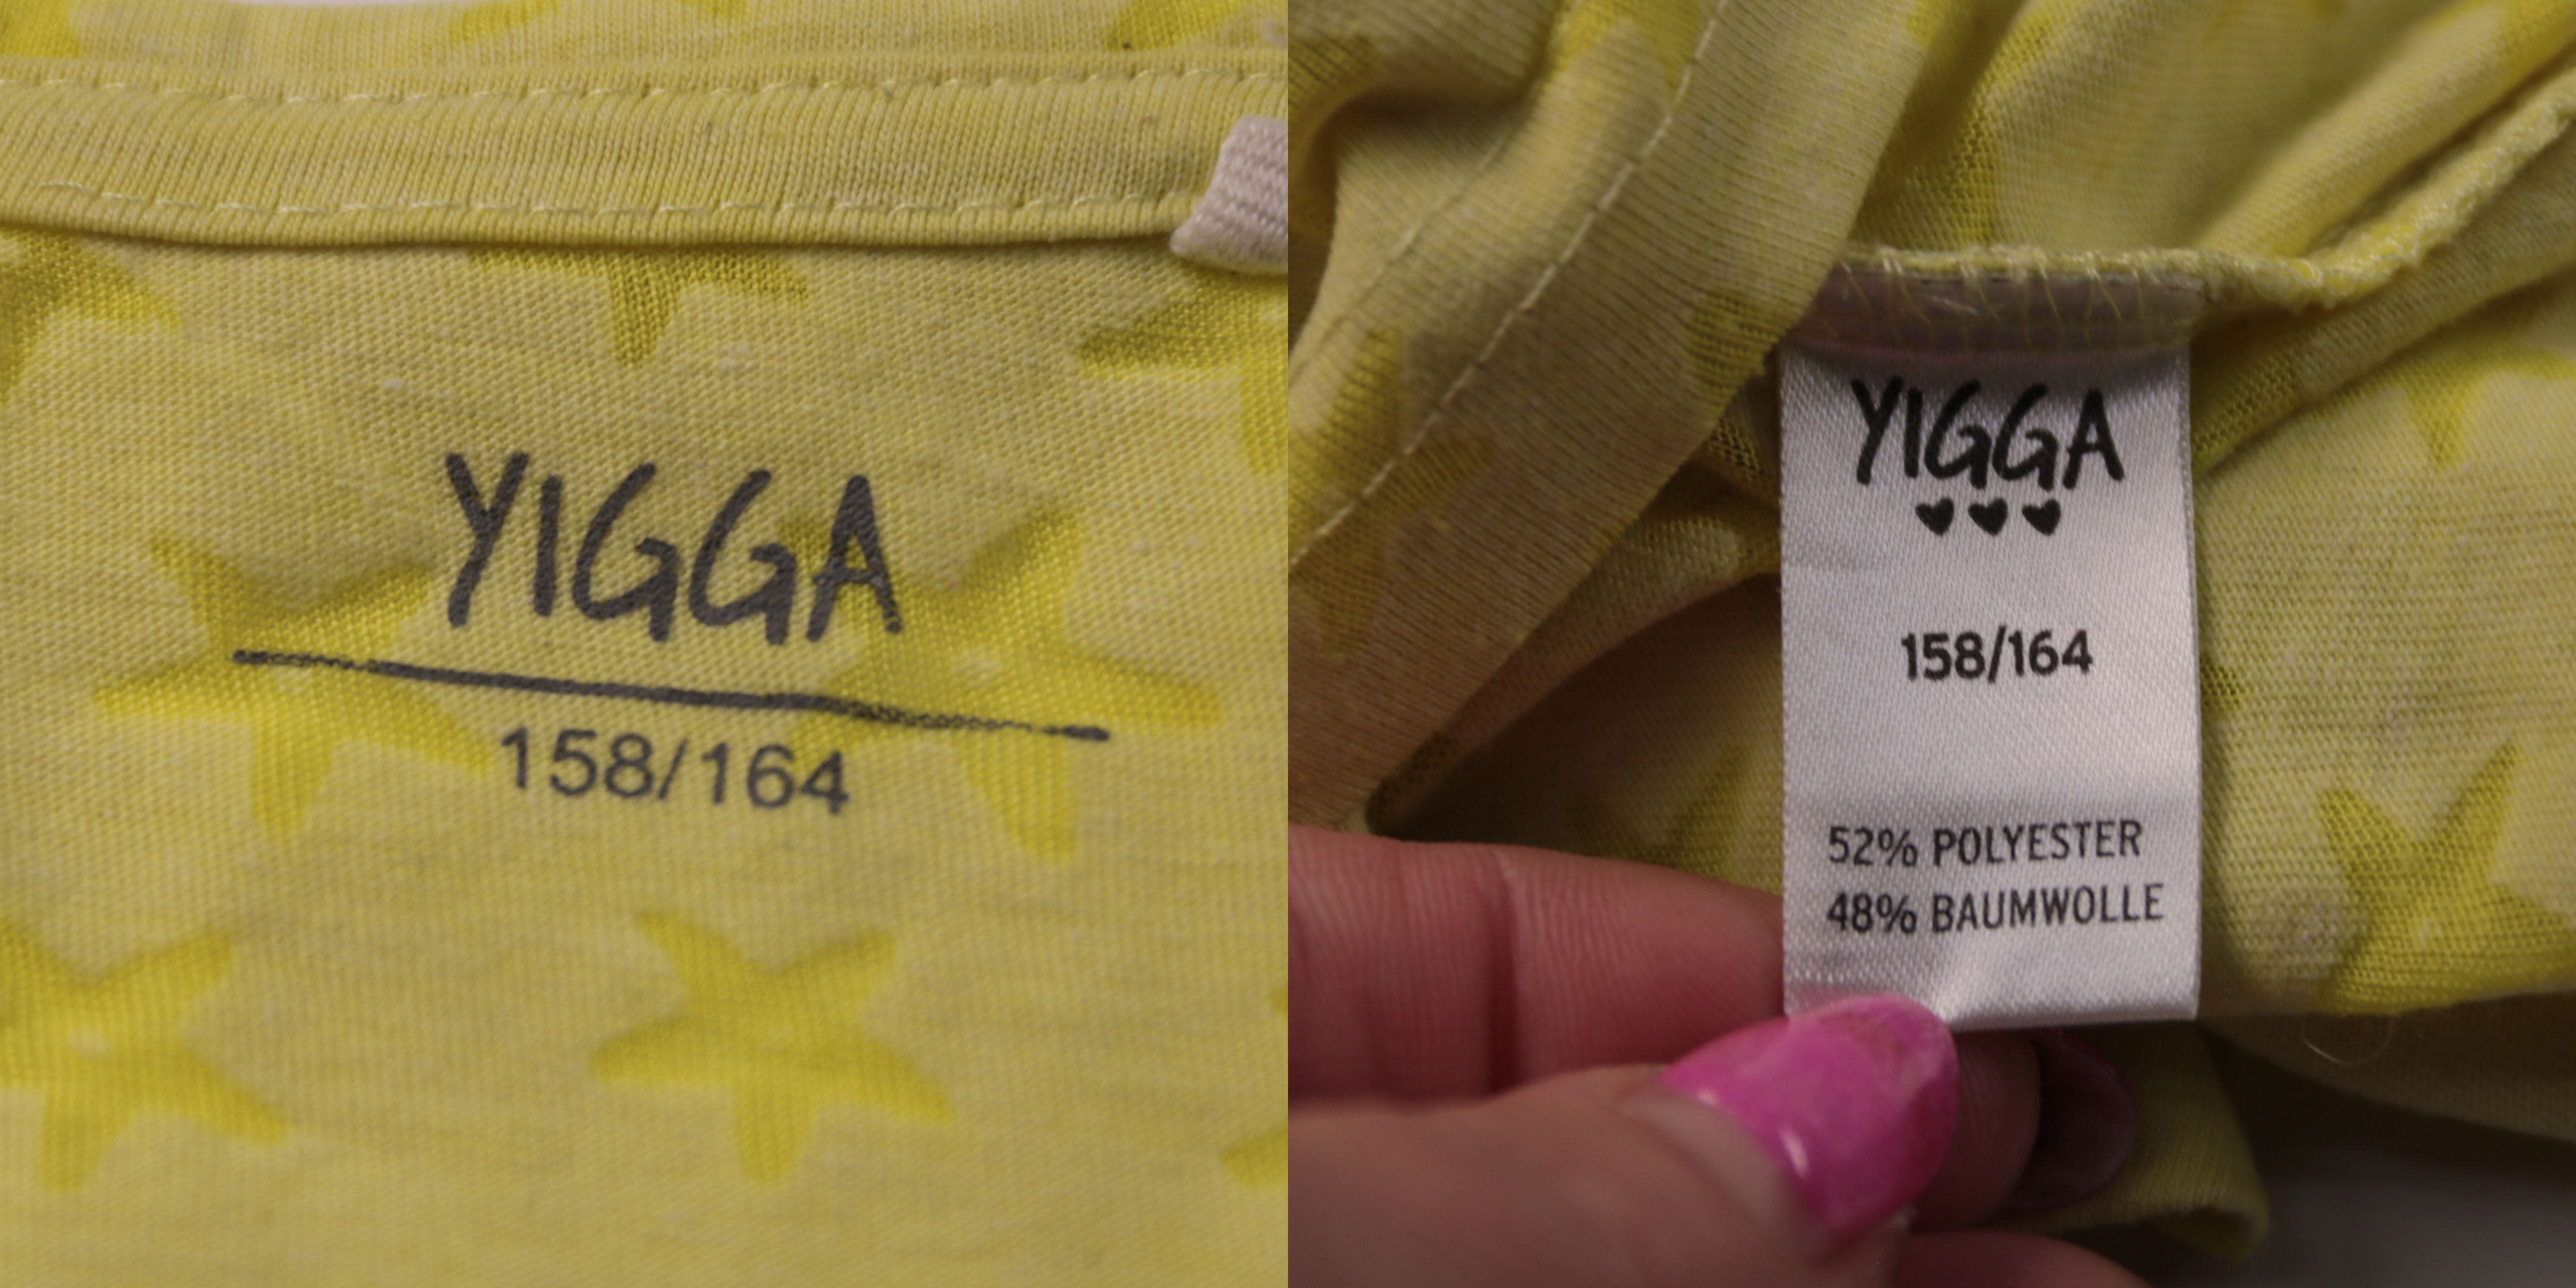 YIGGA
158/164
YIGGA
158/164
52% POLYESTER
48% BAUMWOLLE